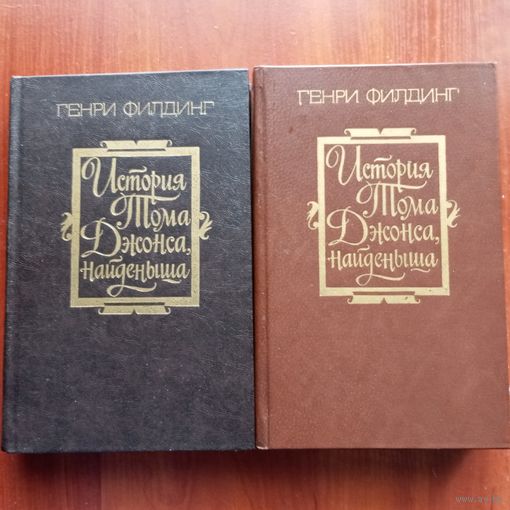 ГЕНРИ ФИЛДИНГ
История
Тома
Джонса,
найденыша
ГЕНРИ ФИЛДИНГ
История
Тома
Джонса,
найденыша